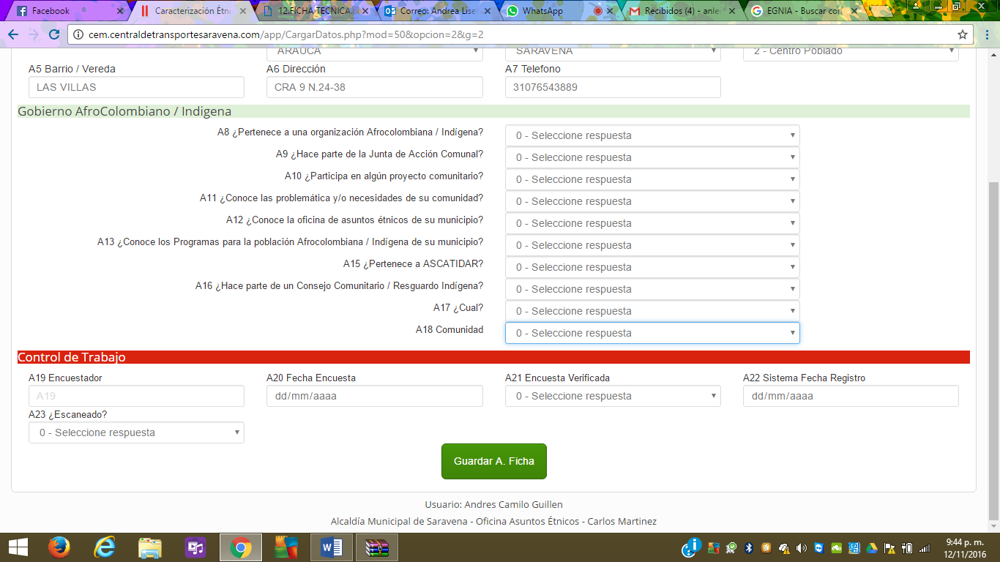 Facebook
Caracterización Étni
12.FICHA TECNICA.
Correo: Andrea Liset
WhatsApp
Recibidos (4) - anle
EGNIA - Buscar con
cem.centraldetransportesaravena.com/app/CargarDatos.php?mod=50&opcion=2&g=2
ARAUCA SARAVENA 2 - Centro Poblado
A5 Barrio / Vereda A6 Dirección A7 Telefono
LAS VILLAS CRA 9 N.24-38 31076543889
Gobierno AfroColombiano / Indigena
A8 ¿Pertenece a una organización Afrocolombiana / Indígena? 0 - Seleccione respuesta
A9 ¿Hace parte de la Junta de Acción Comunal? 0 - Seleccione respuesta
A10 ¿Participa en algún proyecto comunitario? 0 - Seleccione respuesta
A11 ¿Conoce las problemática y/o necesidades de su comunidad? 0 - Seleccione respuesta
A12 ¿Conoce la oficina de asuntos étnicos de su municipio? 0 - Seleccione respuesta
A13 ¿Conoce los Programas para la población Afrocolombiana / Indígena de su municipio? 0 - Seleccione respuesta
A15 ¿Pertenece a ASCATIDAR? 0 - Seleccione respuesta
A16 ¿Hace parte de un Consejo Comunitario / Resguardo Indígena? 0 - Seleccione respuesta
A17 ¿Cual? 0 - Seleccione respuesta
A18 Comunidad 0 - Seleccione respuesta
Control de Trabajo
A19 Encuestador A20 Fecha Encuesta A21 Encuesta Verificada A22 Sistema Fecha Registro
A19 dd/mm/aaaa 0 - Seleccione respuesta dd/mm/aaaa
A23 ¿Escaneado?
0 - Seleccione respuesta
Guardar A. Ficha
Usuario: Andres Camilo Guillen
Alcaldía Municipal de Saravena - Oficina Asuntos Étnicos - Carlos Martinez
9:44 p. m.
12/11/2016